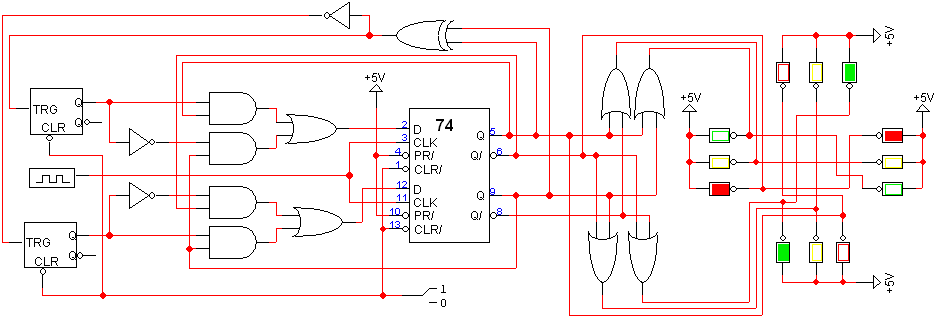 +5V
+5V
+5V
+5V
TRG
Q
Q
CLR
74
2
D
3
CLK
4
PR/
1
CLR/
12
D
11
CLK
10
PR/
13
CLR/
Q
5
Q/
6
Q
9
Q/
8
TRG
Q
Q
CLR
1
0
+5V